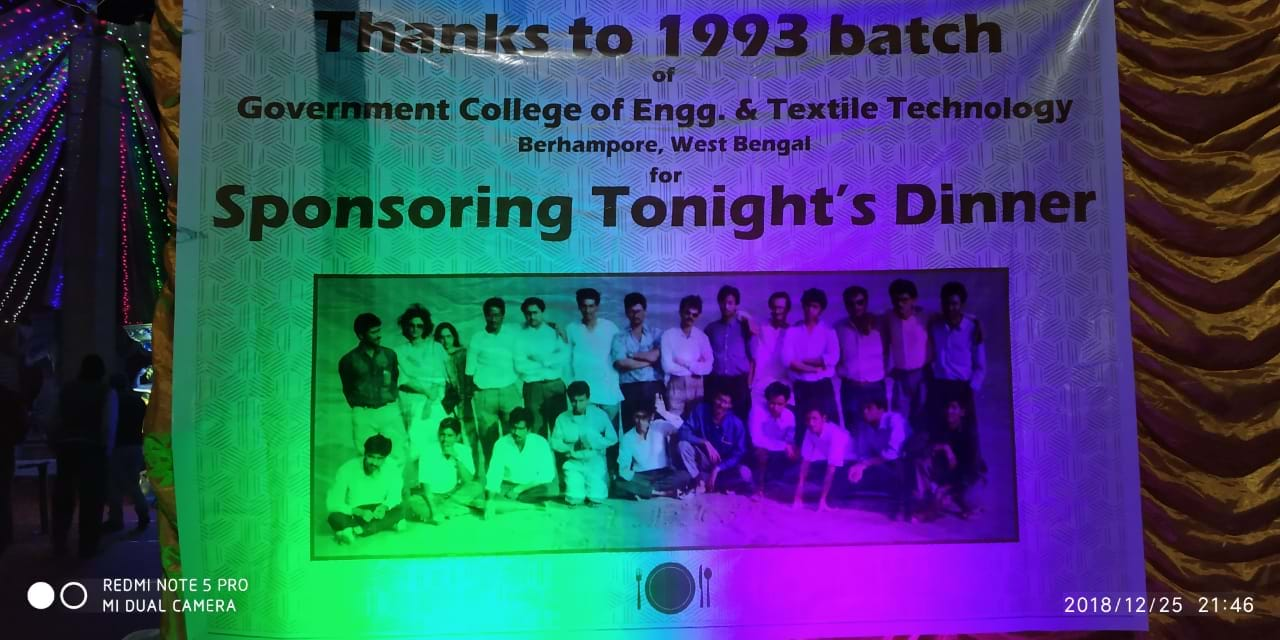 Thanks to 1993 batch
of
Government College of Engg. & Textile Technology
Berhampore, West Bengal
for
Sponsoring Tonight's Dinner
REDMI NOTE 5 PRO
MI DUAL CAMERA
2018/12/25 21:46